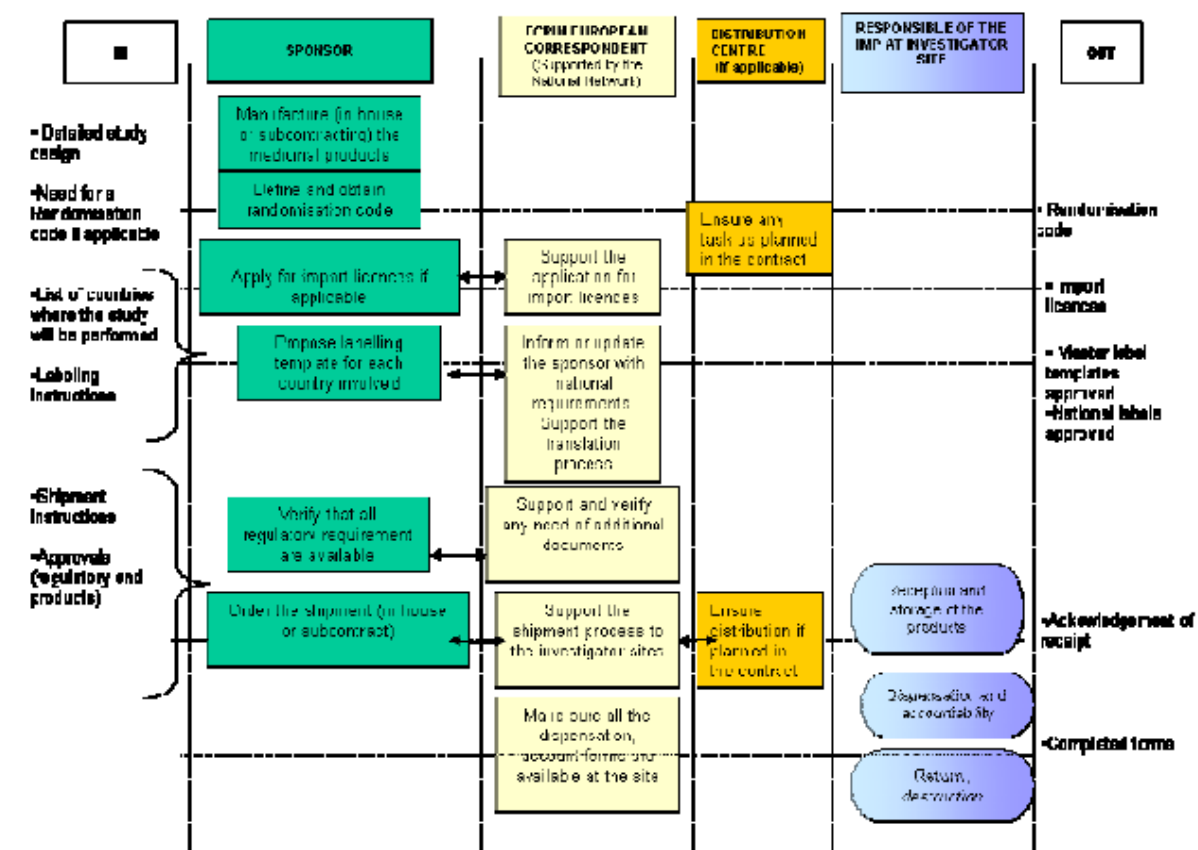 SPONSOR
ECRIN EUROPEAN
CORRESPONDENT
(Supported by the
National Network)
DISTRIBUTION
CENTRE
(if applicable)
RESPONSIBLE OF THE
IMP AT INVESTIGATOR
SITE
OUT
• Detailed study
design
•Need for a
Randomisation
code if applicable
•List of countries
where the study
will be performed
•Labeling
instructions
•Shipment
instructions
•Approvals
(regulatory and
products)
Manufacture (in house
or subcontracting) the
medicinal products
Define and obtain
randomisation code
Apply for import licences if
applicable
Propose labelling
template for each
country involved
Verify that all
regulatory requirement
are available
Order the shipment (in house
or subcontract)
Support the
application for
import licences
Inform or update
the sponsor with
national
requirements
Support the
translation
process
Support and verify
any need of additional
documents
Support the
shipment process to
the investigator sites
Make sure all the
dispensation,
account forms are
available at the site
Ensure any
task as planned
in the contract
Ensure
distribution if
planned in
the contract
Reception and
storage of the
products
Dispensation and
accountability
Return,
destruction
• Randomisation
code
• Import
licences
• Master label
templates
approved
•National labels
approved
•Acknowledgement of
receipt
•Completed forms